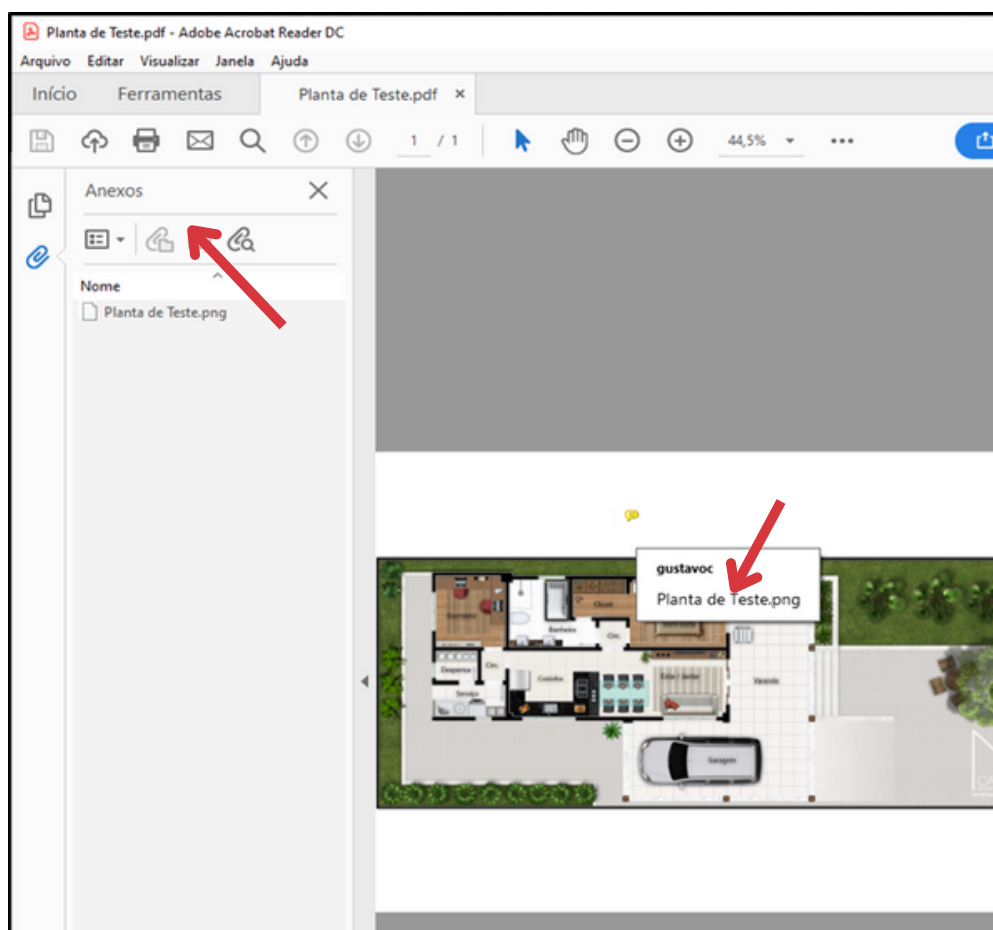 Planta de Teste.pdf - Adobe Acrobat Reader DC
Arquivo Editar Visualizar Janela Ajuda
Início Ferramentas Planta de Teste.pdf ×
1 / 1 44,5%
Anexos
Nome
Planta de Teste.png
gustavoc
Planta de Teste.png
Closet
Banheiro
Circ.
Despensa
Circ.
Cozinha
Estar / Jantar
Varanda
Serviço
Garagem